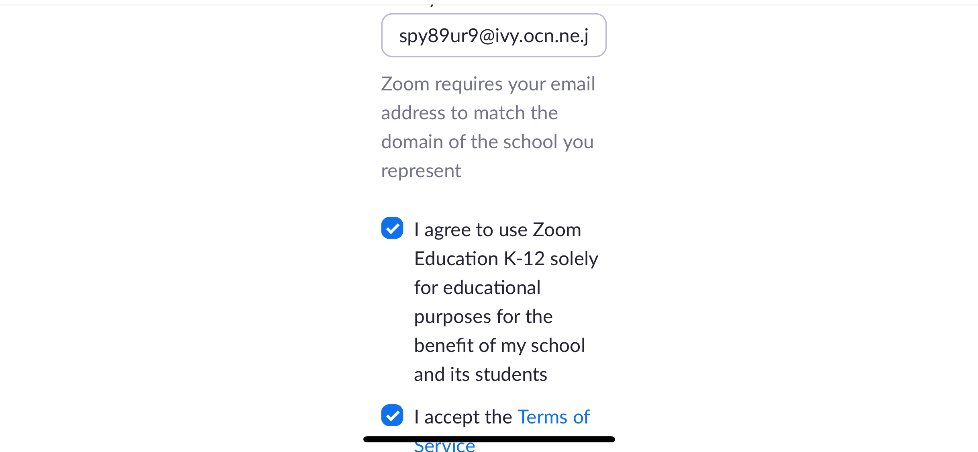 spy89ur9@ivy.ocn.ne.j
Zoom requires your email
address to match the
domain of the school you
represent
I agree to use Zoom
Education K-12 solely
for educational
purposes for the
benefit of my school
and its students
I accept the Terms of
Service